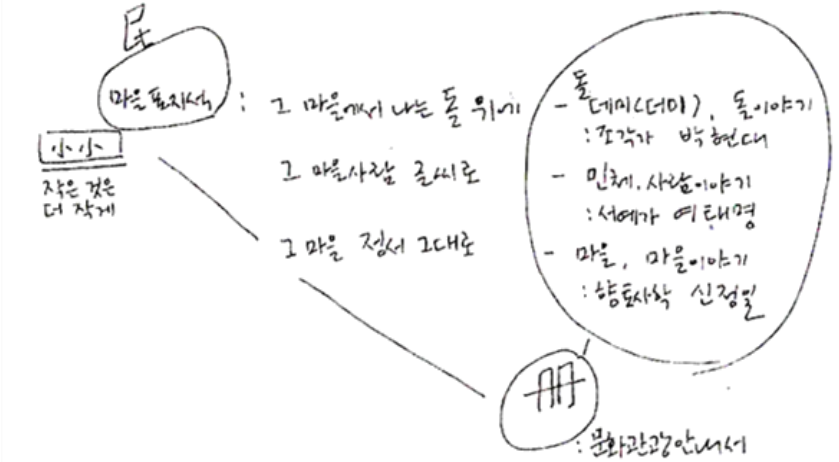 마을 표지석 : 그 마을에서 나는 돌 위에
그 마을사람 글씨로
그 마을 정서 그대로
小小
작은 것은
더 작게
- 돌데미(더미), 돌이야기
: 조각가 박현대
- 민체, 사람이야기
: 서예가 여태명
- 마을, 마을이야기
: 향토사학 신정일
冊
: 문화관광안내서